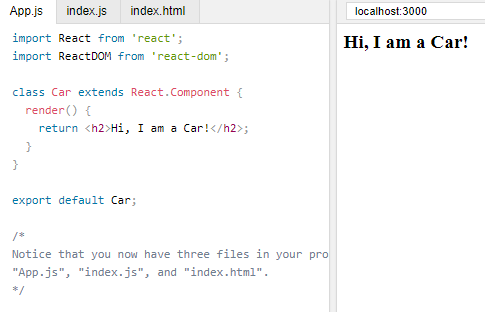 App.js index.js index.html
localhost:3000
import React from 'react';
import ReactDOM from 'react-dom';
class Car extends React.Component {
render() {
return <h2>Hi, I am a Car!</h2>;
}
}
export default Car;
/*
Notice that you now have three files in your pro
"App.js", "index.js", and "index.html".
*/
Hi, I am a Car!